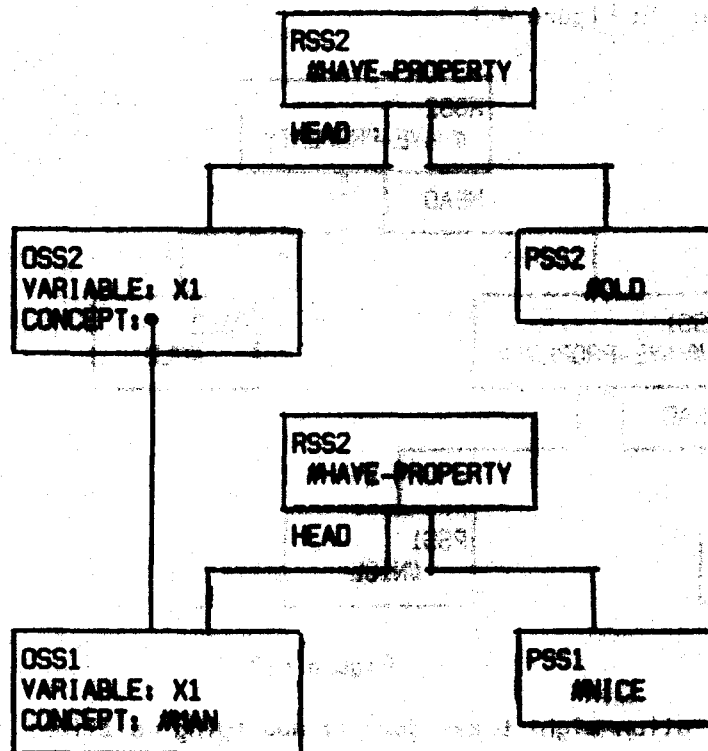 RSS2
#HAVE-PROPERTY
HEAD
OSS2
VARIABLE: X1
CONCEPT:
PSS2
#OLD
RSS2
#HAVE-PROPERTY
HEAD
OSS1
VARIABLE: X1
CONCEPT: #MAN
PSS1
#NICE